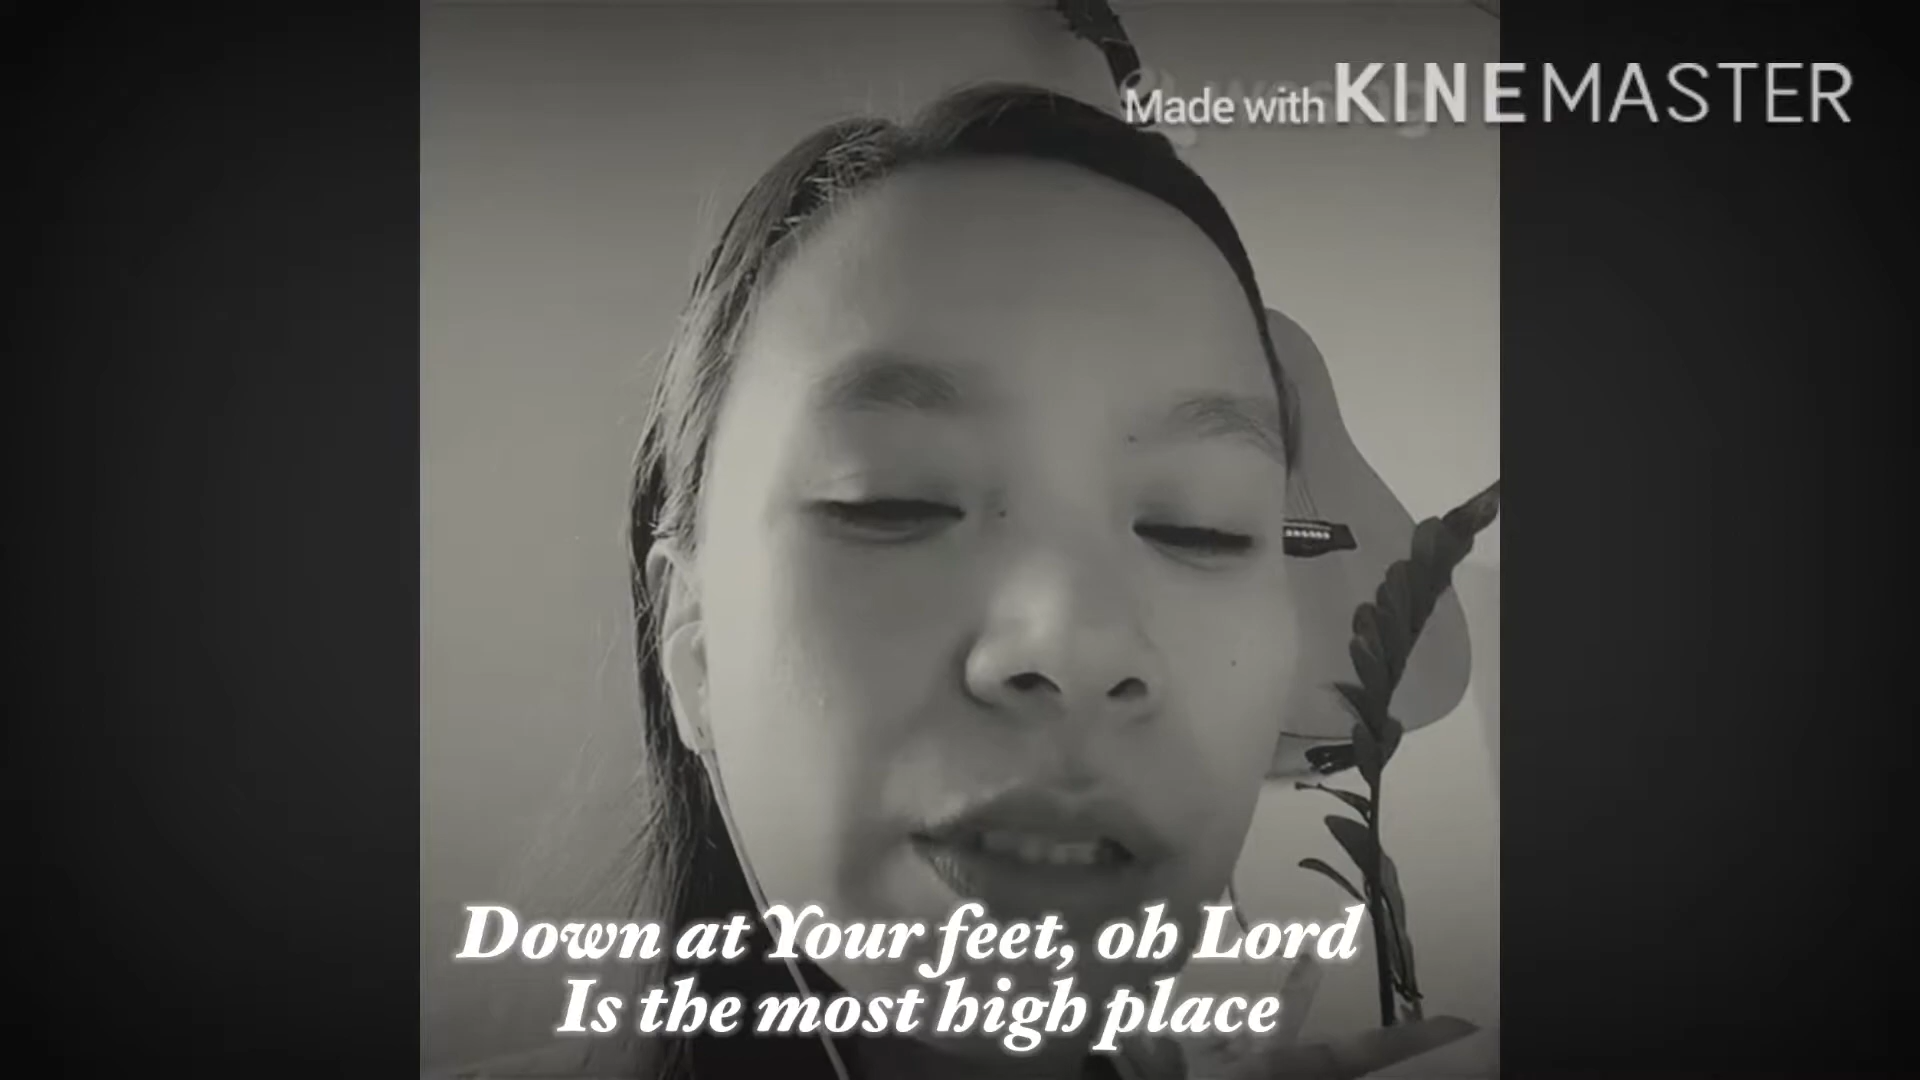 Made with KINEMASTER
Down at Your feet, oh Lord
Is the most high place